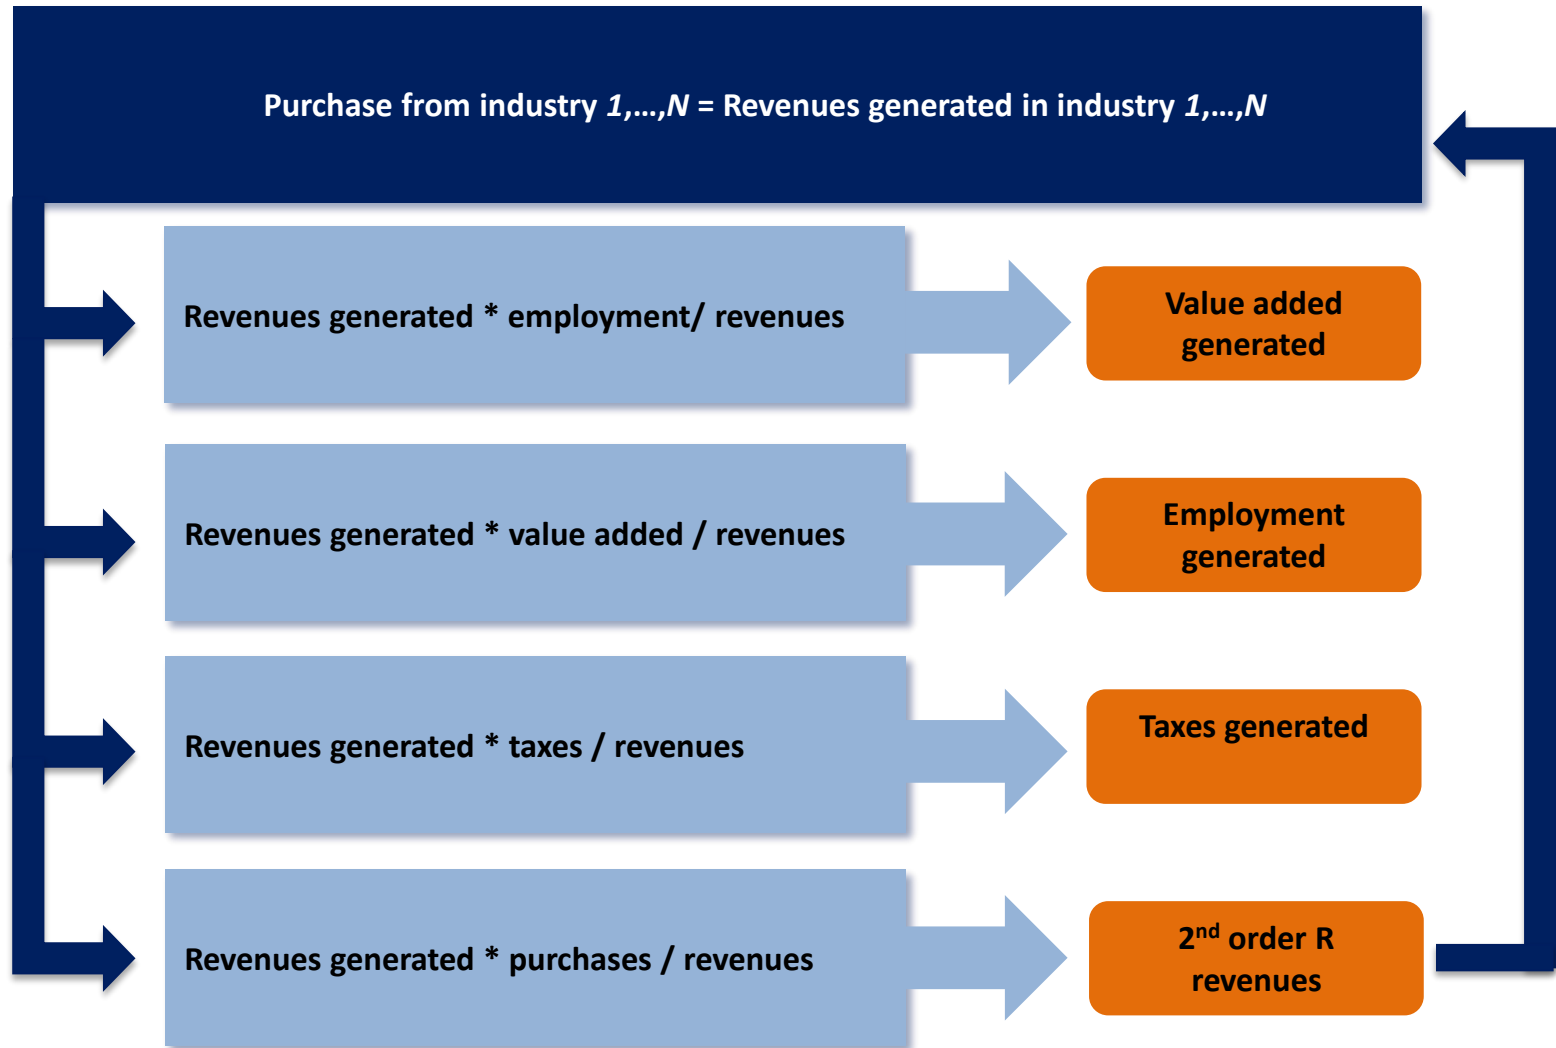 Purchase from industry 1,...,N = Revenues generated in industry 1,...,N
Revenues generated * employment/ revenues
Value added
generated
Revenues generated * value added / revenues
Employment
generated
Revenues generated * taxes / revenues
Taxes generated
Revenues generated * purchases / revenues
2nd order R
revenues